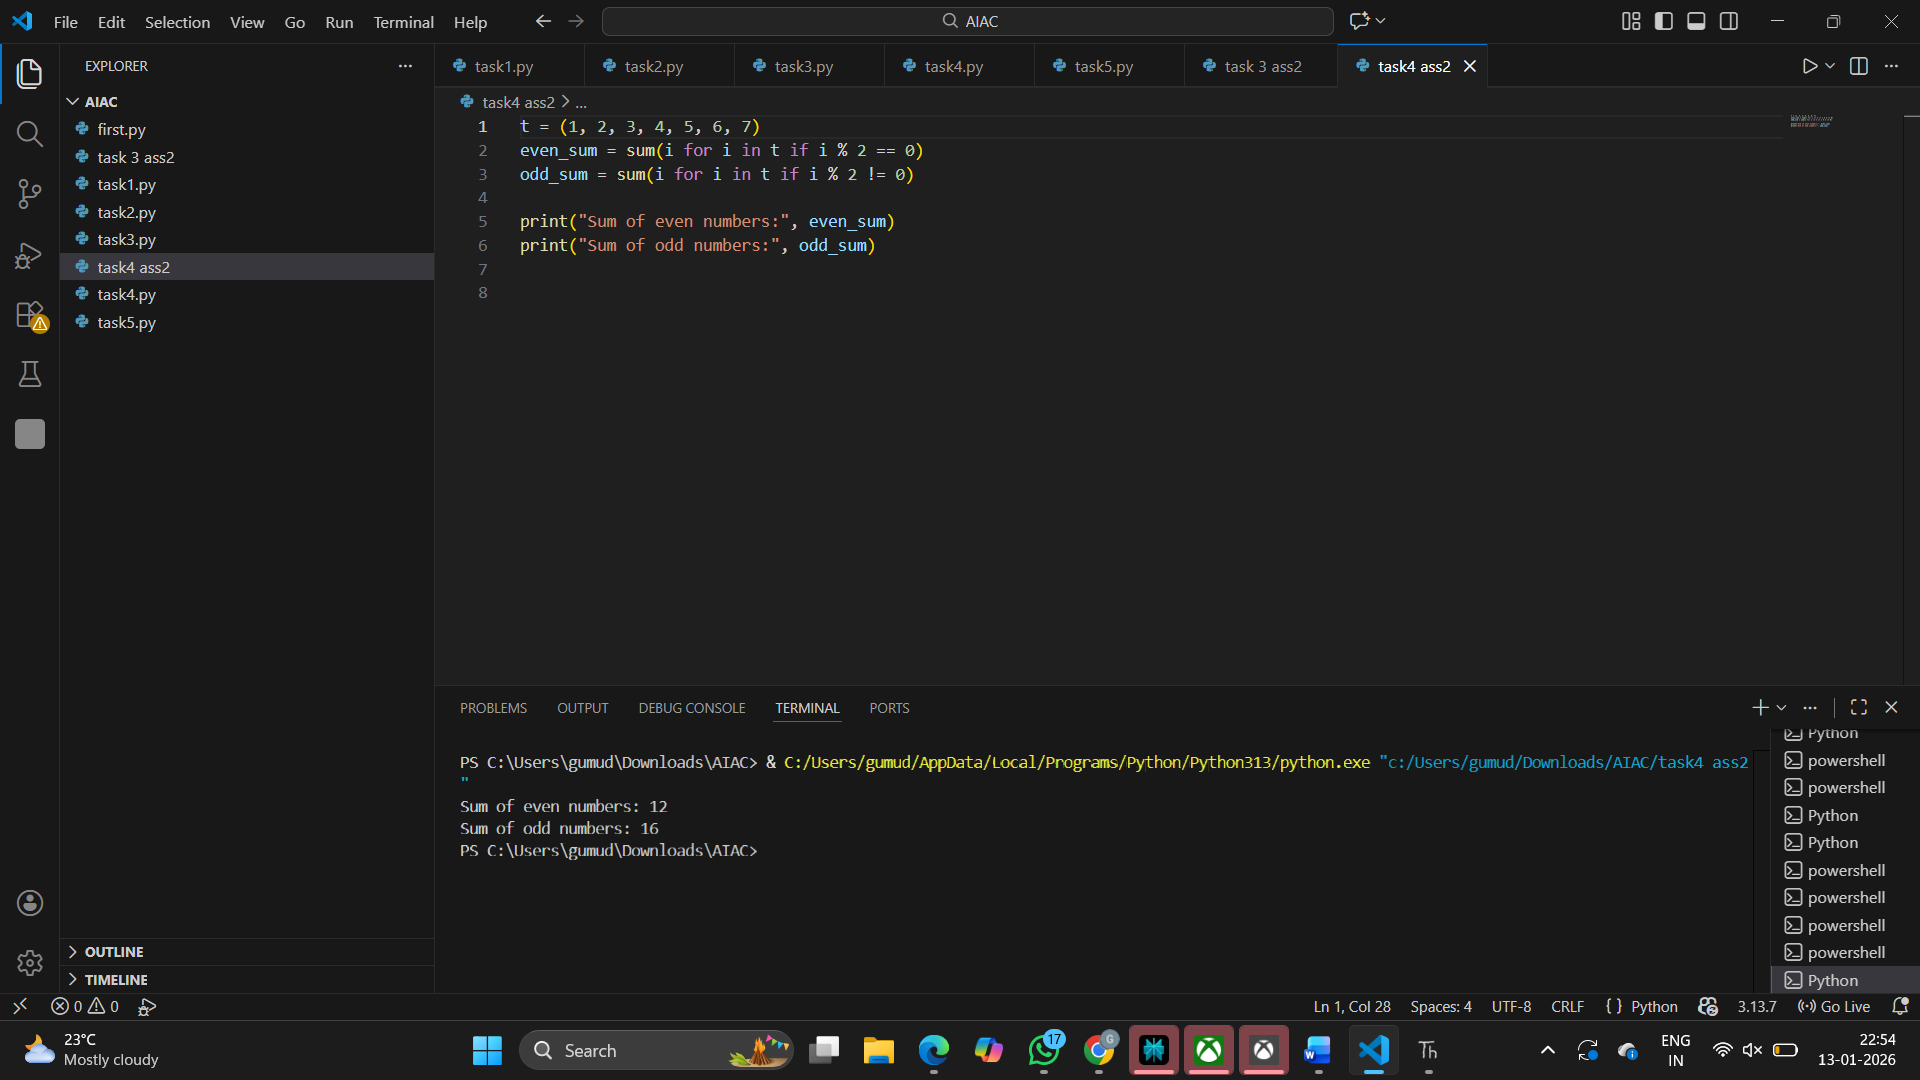 File Edit Selection View Go Run Terminal Help
AIAC
EXPLORER
AIAC
first.py
task 3 ass2
task1.py
task2.py
task3.py
task4 ass2
task4.py
task5.py
OUTLINE
TIMELINE
task1.py task2.py task3.py task4.py task5.py task 3 ass2 task4 ass2
task4 ass2 > ...
1 t = (1, 2, 3, 4, 5, 6, 7)
2 even_sum = sum(i for i in t if i % 2 == 0)
3 odd_sum = sum(i for i in t if i % 2 != 0)
4
5 print("Sum of even numbers:", even_sum)
6 print("Sum of odd numbers:", odd_sum)
7
8
PROBLEMS OUTPUT DEBUG CONSOLE TERMINAL PORTS
PS C:\Users\gumud\Downloads\AIAC> & C:/Users/gumud/AppData/Local/Programs/Python/Python313/python.exe "c:/Users/gumud/Downloads/AIAC/task4 ass2
"
Sum of even numbers: 12
Sum of odd numbers: 16
PS C:\Users\gumud\Downloads\AIAC>
Python
powershell
powershell
Python
Python
powershell
powershell
powershell
powershell
Python
0 0 Ln 1, Col 28 Spaces: 4 UTF-8 CRLF { } Python 3.13.7 Go Live
23°C
Mostly cloudy
Search
17
G
W
Th
ENG
IN
22:54
13-01-2026